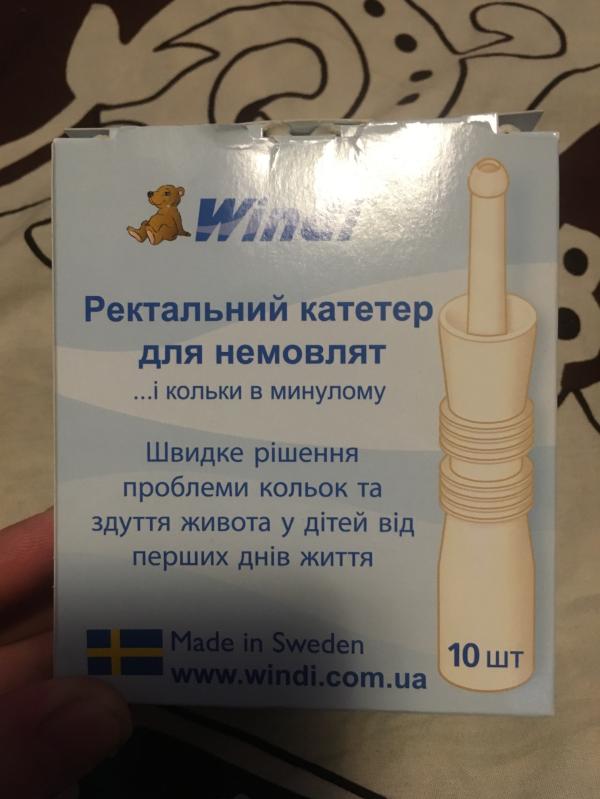 Windi
Ректальний катетер
для немовлят
...і кольки в минулому
Швидке рішення
проблеми кольок та
здуття живота у дітей від
перших днів життя
Made in Sweden
www.windi.com.ua
10 шт